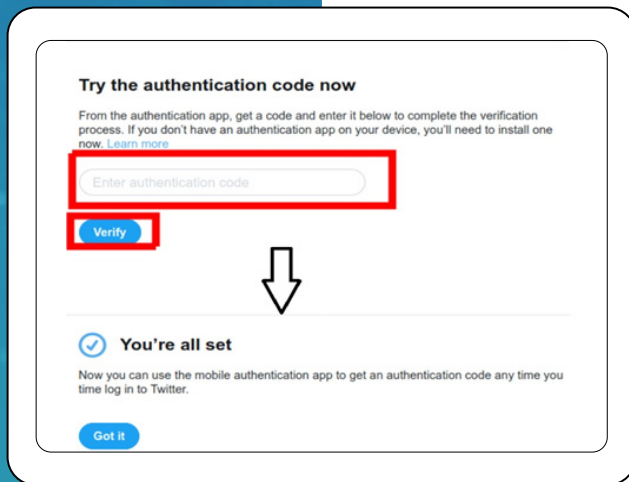 Try the authentication code now
From the authentication app, get a code and enter it below to complete the verification
process. If you don't have an authentication app on your device, you'll need to install one
now. Learn more
Enter authentication code
Verify
You're all set
Now you can use the mobile authentication app to get an authentication code any time you
time log in to Twitter.
Got it